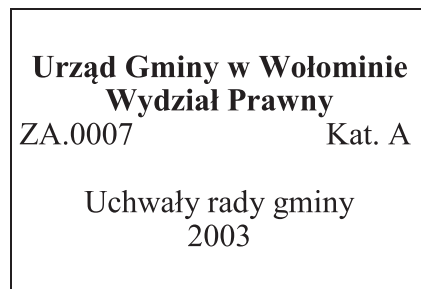 Urząd Gminy w Wołominie
Wydział Prawny
ZA.0007 Kat. A
Uchwały rady gminy
2003